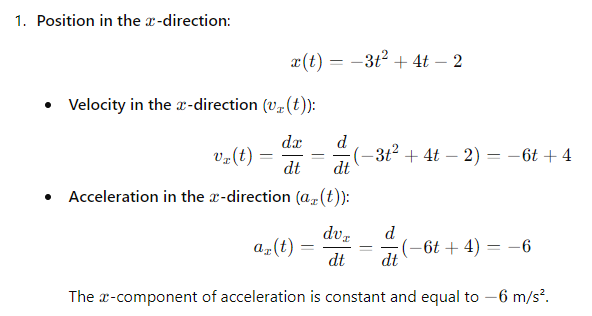 1. Position in the x-direction:
x(t) = −3t² + 4t − 2
• Velocity in the x-direction (vₓ(t)):
vₓ(t) = dx/dt = d/dt(−3t² + 4t − 2) = −6t + 4
• Acceleration in the x-direction (aₓ(t)):
aₓ(t) = dvₓ/dt = d/dt(−6t + 4) = −6
The x-component of acceleration is constant and equal to −6 m/s².